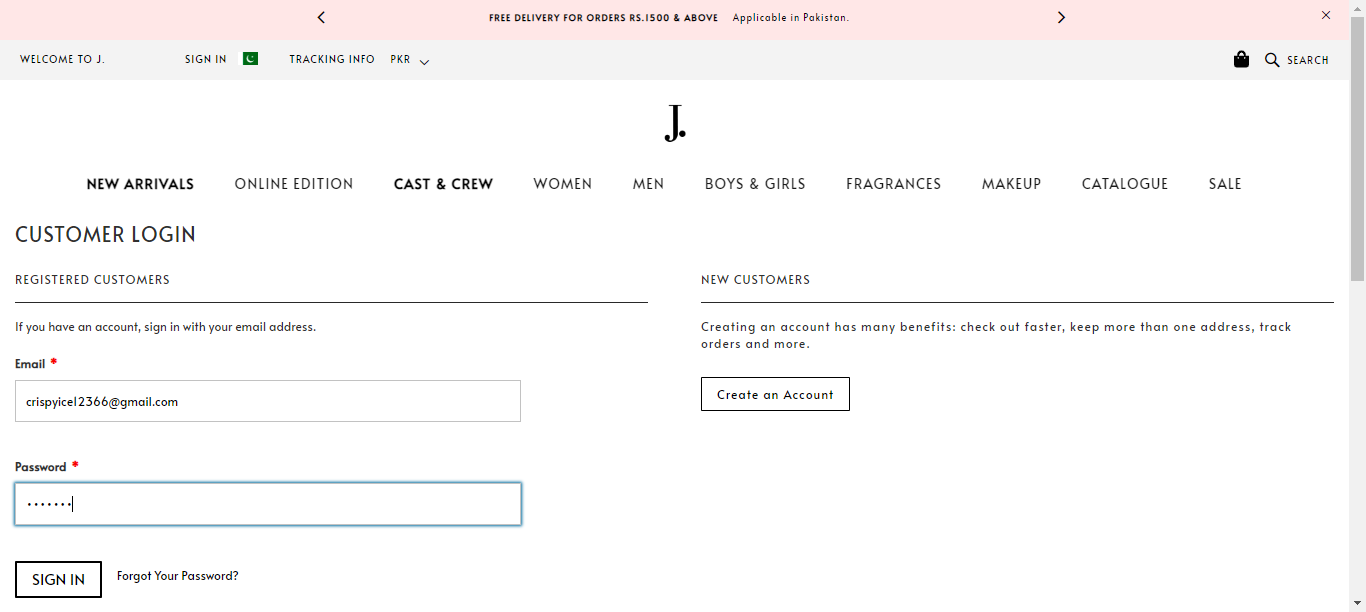 FREE DELIVERY FOR ORDERS RS.1500 & ABOVE Applicable in Pakistan.
WELCOME TO J. SIGN IN TRACKING INFO PKR SEARCH
J.
NEW ARRIVALS ONLINE EDITION CAST & CREW WOMEN MEN BOYS & GIRLS FRAGRANCES MAKEUP CATALOGUE SALE
CUSTOMER LOGIN
REGISTERED CUSTOMERS
If you have an account, sign in with your email address.
Email *
crispyice12366@gmail.com
Password *
•••••••
SIGN IN Forgot Your Password?
NEW CUSTOMERS
Creating an account has many benefits: check out faster, keep more than one address, track
orders and more.
Create an Account